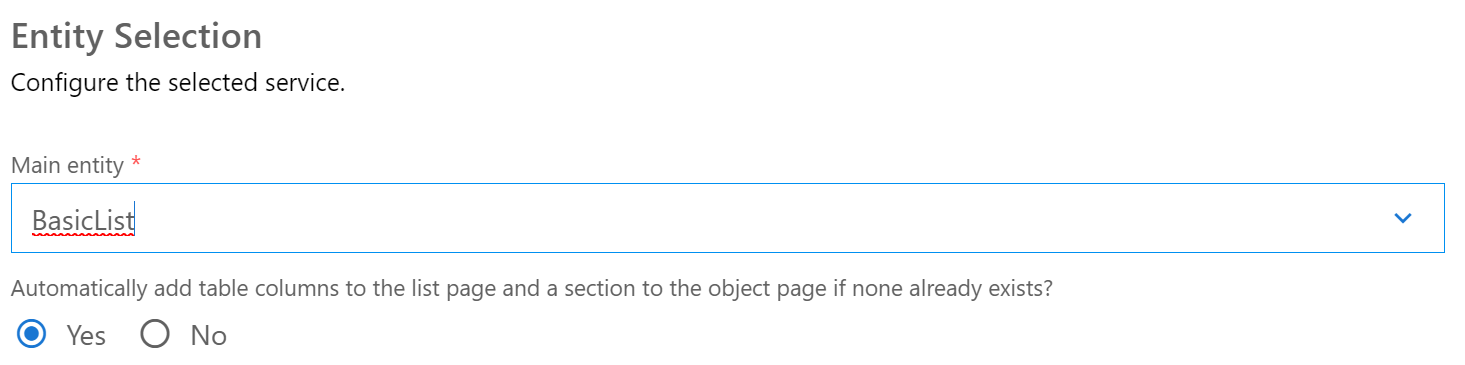 Entity Selection
Configure the selected service.
Main entity *
BasicList
Automatically add table columns to the list page and a section to the object page if none already exists?
Yes No